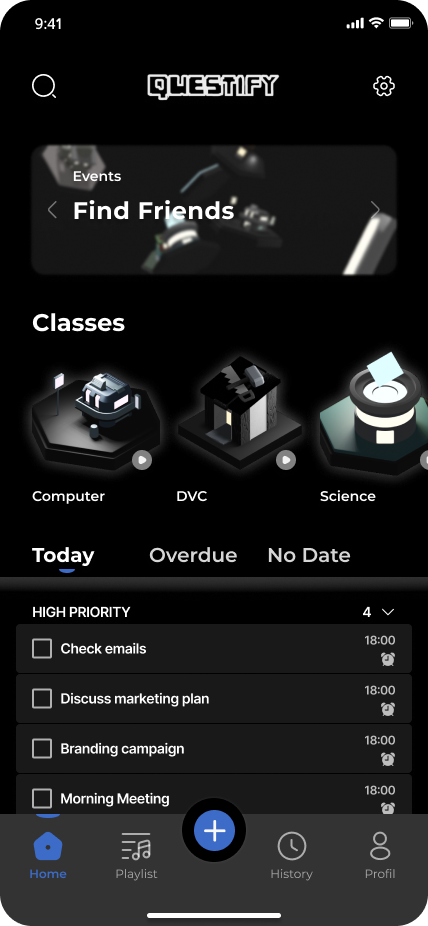 9:41
QUESTIFY
Events
Find Friends
Classes
Computer
DVC
Science
Today
Overdue
No Date
HIGH PRIORITY
4
Check emails
18:00
Discuss marketing plan
18:00
Branding campaign
18:00
Morning Meeting
18:00
Home
Playlist
History
Profil